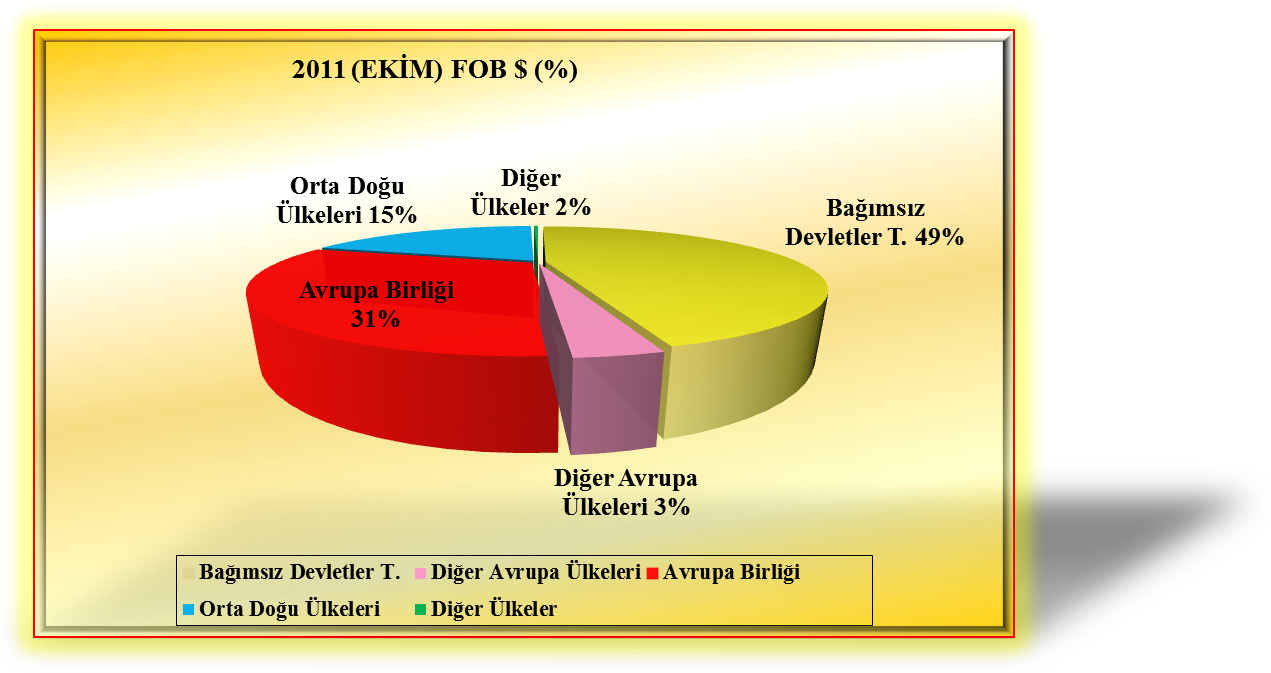 2011 (EKİM) FOB $ (%)
Orta Doğu
Ülkeleri 15%
Diğer
Ülkeler 2%
Bağımsız
Devletler T. 49%
Avrupa Birliği
31%
Diğer Avrupa
Ülkeleri 3%
Bağımsız Devletler T. Diğer Avrupa Ülkeleri Avrupa Birliği
Orta Doğu Ülkeleri Diğer Ülkeler